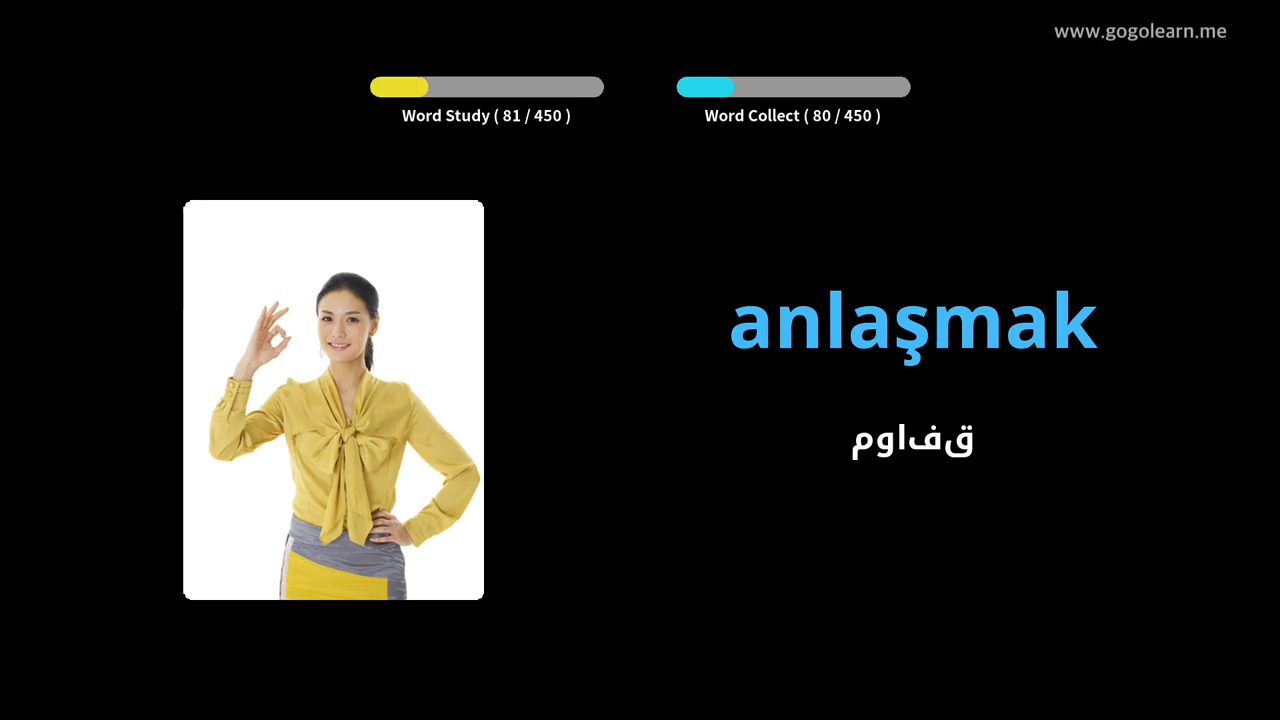 www.gogolearn.me
Word Study ( 81 / 450 )
Word Collect ( 80 / 450 )
anlaşmak
موافق